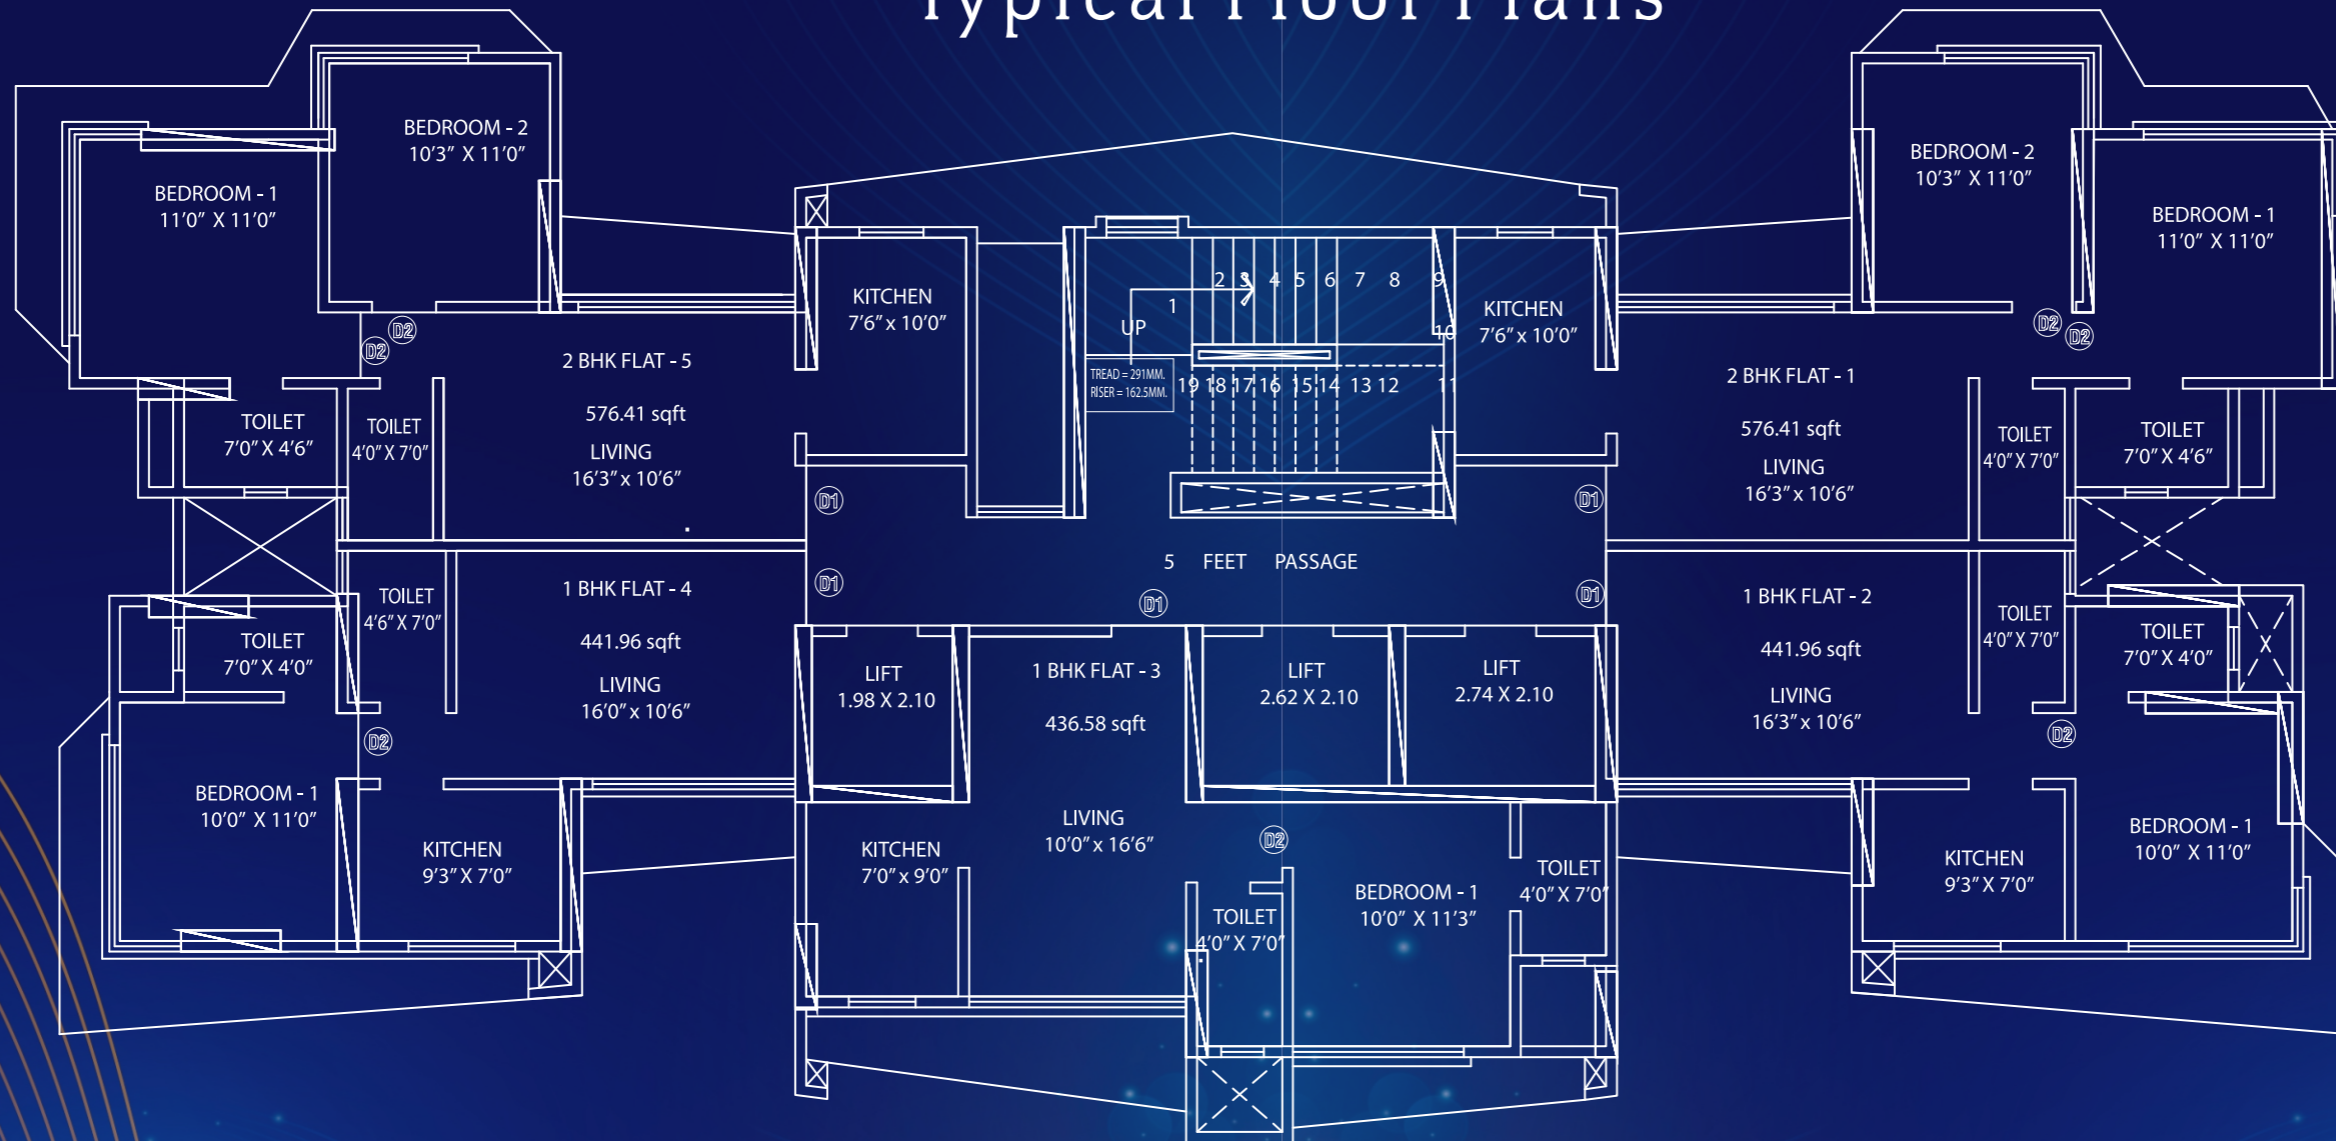 Typical Floor Plans
BEDROOM - 2
10'3" X 11'0"
BEDROOM - 1
11'0" X 11'0"
D2
D2
2 BHK FLAT - 5
576.41 sqft
LIVING
16'3" x 10'6"
KITCHEN
7'6" x 10'0"
TOILET
7'0" X 4'6"
TOILET
4'0" X 7'0"
D1
UP
1 2 3 4 5 6 7 8 9
10
TREAD = 291MM.
RISER = 162.5MM.
19 18 17 16 15 14 13 12 11
KITCHEN
7'6" x 10'0"
D1
BEDROOM - 2
10'3" X 11'0"
BEDROOM - 1
11'0" X 11'0"
D2
D2
2 BHK FLAT - 1
576.41 sqft
LIVING
16'3" x 10'6"
TOILET
4'0" X 7'0"
TOILET
7'0" X 4'6"
5 FEET PASSAGE
D1
D1
D1
TOILET
4'6" X 7'0"
TOILET
7'0" X 4'0"
1 BHK FLAT - 4
441.96 sqft
LIVING
16'0" x 10'6"
D2
BEDROOM - 1
10'0" X 11'0"
KITCHEN
9'3" X 7'0"
LIFT
1.98 X 2.10
1 BHK FLAT - 3
436.58 sqft
LIFT
2.62 X 2.10
LIFT
2.74 X 2.10
LIVING
10'0" x 16'6"
KITCHEN
7'0" x 9'0"
D2
TOILET
4'0" X 7'0"
BEDROOM - 1
10'0" X 11'3"
TOILET
4'0" X 7'0"
1 BHK FLAT - 2
441.96 sqft
LIVING
16'3" x 10'6"
TOILET
4'0" X 7'0"
TOILET
7'0" X 4'0"
D2
BEDROOM - 1
10'0" X 11'0"
KITCHEN
9'3" X 7'0"